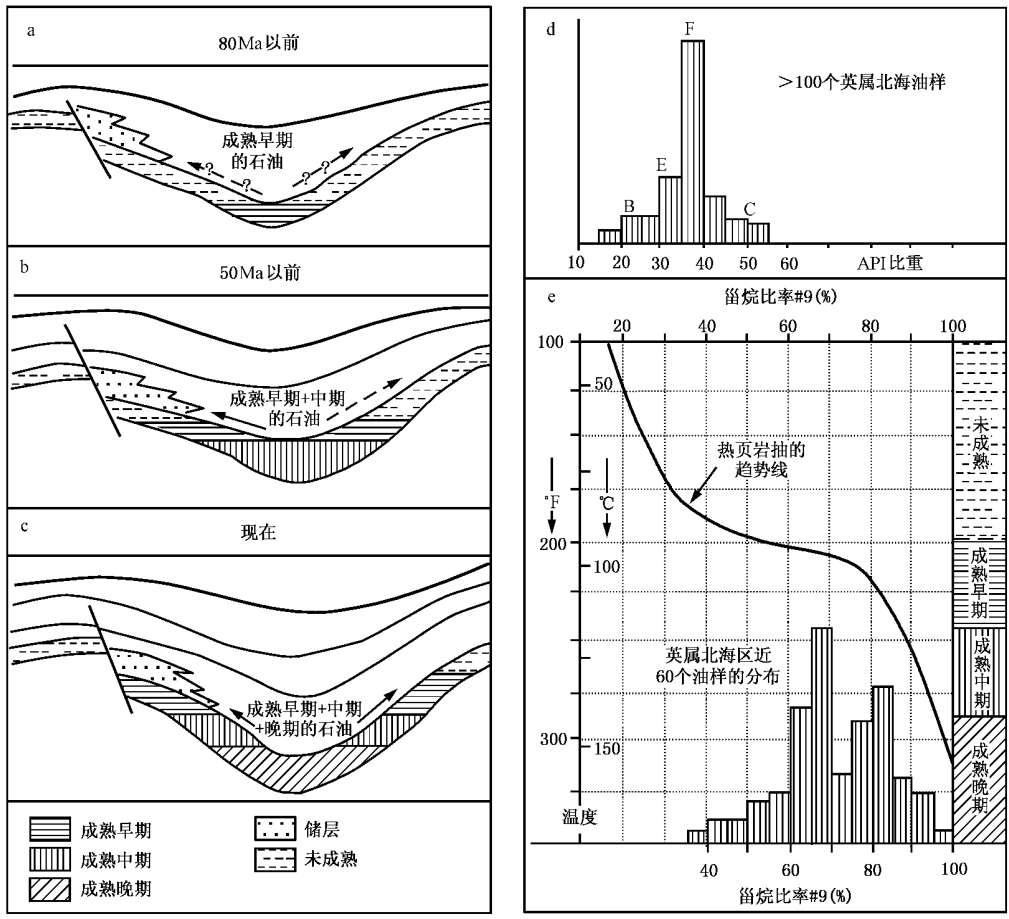 a
80Ma以前
成熟早期
的石油
? ? ? ?
b
50Ma以前
成熟早期+中期
的石油
c
现在
成熟早期+中期
+晚期的石油
成熟早期
成熟中期
成熟晚期
储层
未成熟
d
F
>100个英属北海油样
E
B
C
10 20 30 40 50 60 API比重
e
甾烷比率#9(%)
20 40 60 80 100
100
50
未成熟
热页岩抽的
趋势线
°F
℃
200
100
成熟早期
成熟中期
英属北海区近
60个油样的分布
300
150
成熟晚期
温度
40 60 80 100
甾烷比率#9(%)